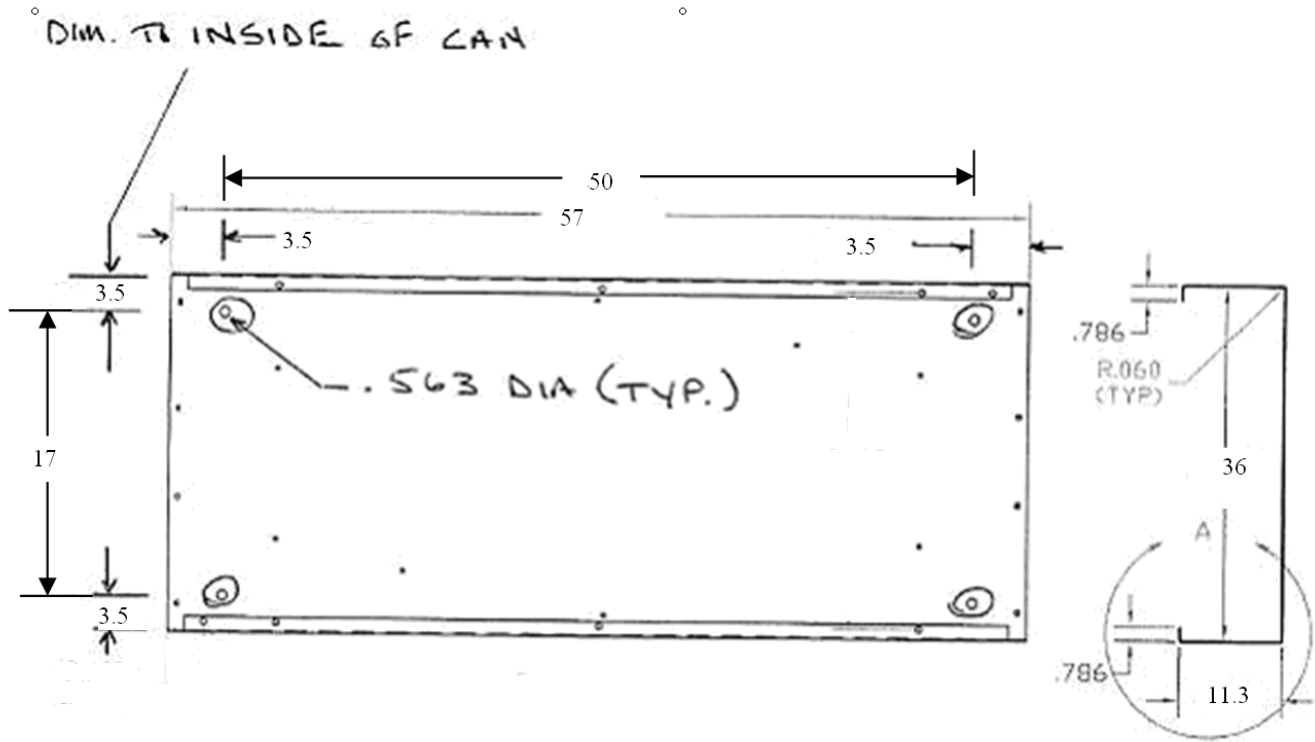 DIM. TO INSIDE OF CAN
50
57
3.5
3.5
3.5
.786
R.060
(TYP)
.563 DIA (TYP.)
17
36
A
3.5
.786
11.3